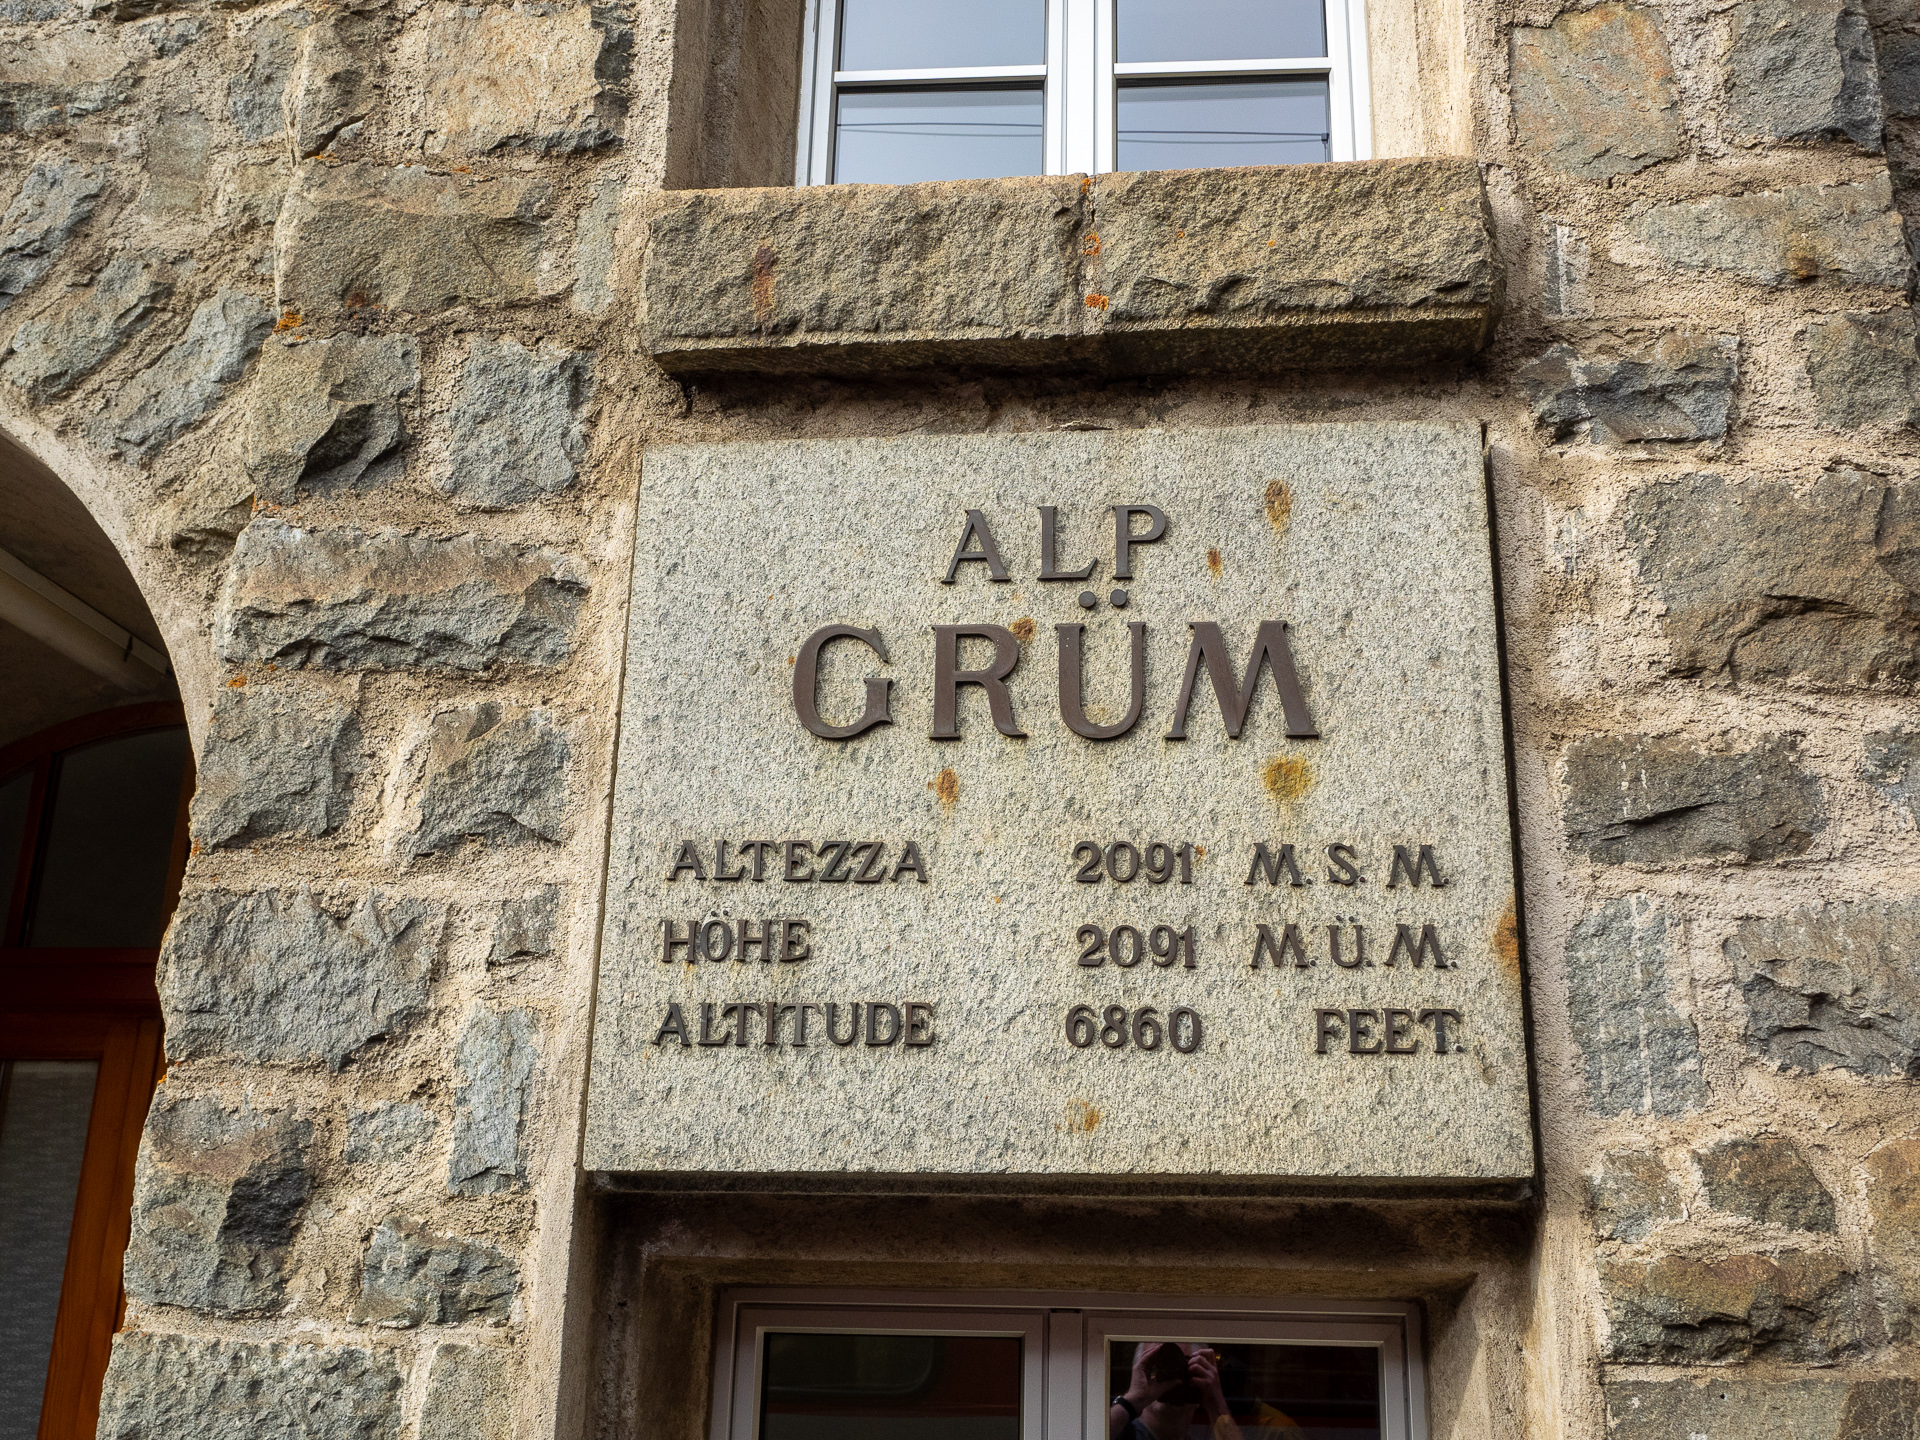 ALP
GRÜM
ALTEZZA 2091 M. S. M.
HÖHE 2091 M. Ü. M.
ALTITUDE 6860 FEET.